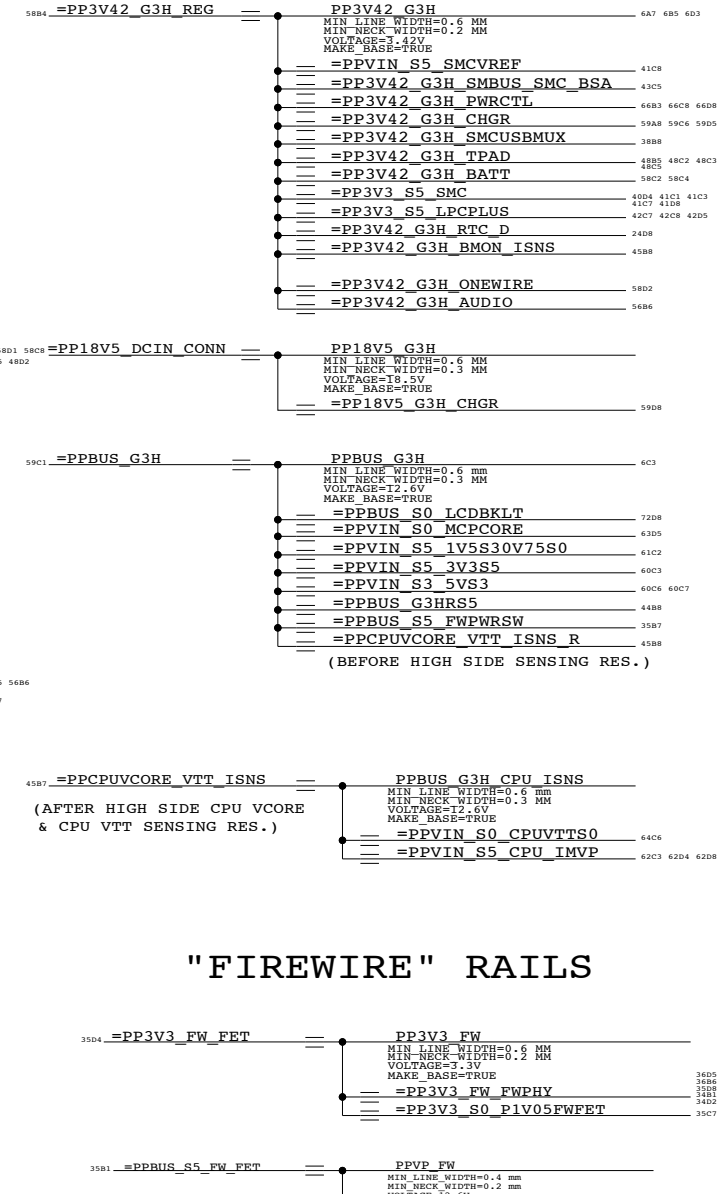 58B4 =PP3V42_G3H_REG PP3V42_G3H 6A7 6B5 6D3
MIN_LINE_WIDTH=0.6 MM
MIN_NECK_WIDTH=0.2 MM
VOLTAGE=3.42V
MAKE_BASE=TRUE
=PPVIN_S5_SMCVREF 41C8
=PP3V42_G3H_SMBUS_SMC_BSA 43C5
=PP3V42_G3H_PWRCTL 66B3 66C8 66D8
=PP3V42_G3H_CHGR 59A8 59C6 59D5
=PP3V42_G3H_SMCUSBMUX 38B8
=PP3V42_G3H_TPAD 48B5 48C2 48C3
48C5
=PP3V42_G3H_BATT 58C2 58C4
=PP3V3_S5_SMC 40D4 41C1 41C3
41C7 41D8
=PP3V3_S5_LPCPLUS 42C7 42C8 42D5
=PP3V42_G3H_RTC_D 24D8
=PP3V42_G3H_BMON_ISNS 45B8
=PP3V42_G3H_ONEWIRE 58D2
=PP3V42_G3H_AUDIO 56B6
58C8 =PP18V5_DCIN_CONN PP18V5_G3H
48D2
MIN_LINE_WIDTH=0.6 MM
MIN_NECK_WIDTH=0.3 MM
VOLTAGE=18.5V
MAKE_BASE=TRUE
=PP18V5_G3H_CHGR 59D8
59C1 =PPBUS_G3H PPBUS_G3H 6C3
MIN_LINE_WIDTH=0.6 mm
MIN_NECK_WIDTH=0.3 MM
VOLTAGE=12.6V
MAKE_BASE=TRUE
=PPBUS_S0_LCDBKLT 72D8
=PPVIN_S0_MCPCORE 63D5
=PPVIN_S5_1V5S30V75S0 61C2
=PPVIN_S5_3V3S5 60C3
=PPVIN_S3_5VS3 60C6 60C7
=PPBUS_G3HRS5 44B8
=PPBUS_S5_FWPWRSW 35B7
=PPCPUVCORE_VTT_ISNS_R 45B8
(BEFORE HIGH SIDE SENSING RES.)
56B6
45B7 =PPCPUVCORE_VTT_ISNS PPBUS_G3H_CPU_ISNS
MIN_LINE_WIDTH=0.6 mm
MIN_NECK_WIDTH=0.3 MM
VOLTAGE=12.6V
MAKE_BASE=TRUE
(AFTER HIGH SIDE CPU VCORE
& CPU VTT SENSING RES.)
=PPVIN_S0_CPUVTTS0 64C6
=PPVIN_S5_CPU_IMVP 62C3 62D4 62D8
"FIREWIRE" RAILS
35D4 =PP3V3_FW_FET PP3V3_FW
MIN_LINE_WIDTH=0.6 MM
MIN_NECK_WIDTH=0.2 MM
VOLTAGE=3.3V
MAKE_BASE=TRUE
36D5
36B6
35D8
=PP3V3_FW_FWPHY 34B1
34D2
=PP3V3_S0_P1V05FWFET 35C7
35B1 =PPBUS_S5_FW_FET PPVP_FW
MIN_LINE_WIDTH=0.4 mm
MIN_NECK_WIDTH=0.2 mm